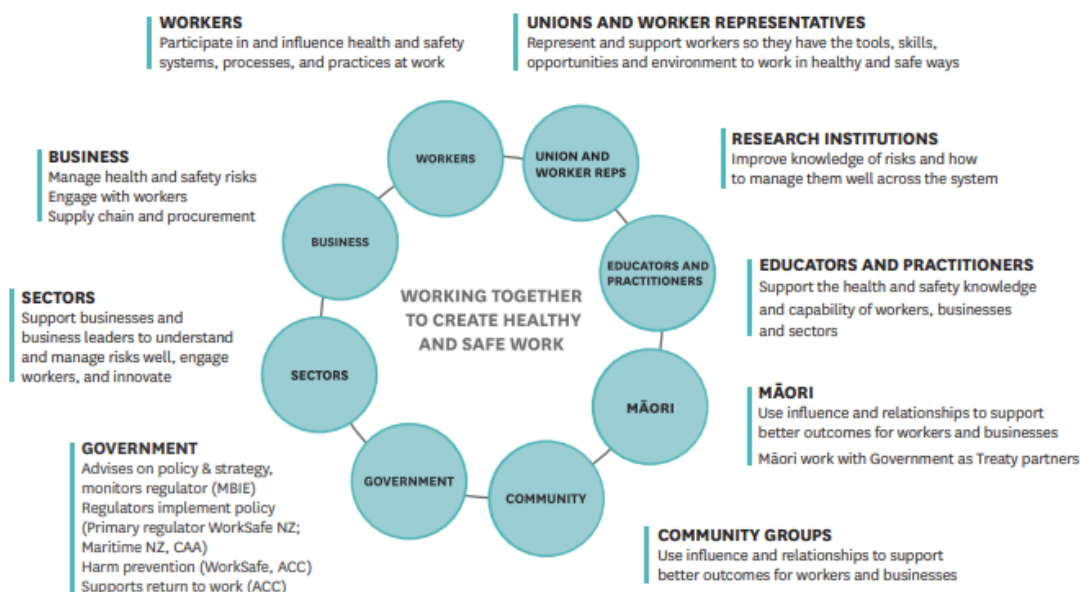 WORKERS
Participate in and influence health and safety
systems, processes, and practices at work
UNIONS AND WORKER REPRESENTATIVES
Represent and support workers so they have the tools, skills,
opportunities and environment to work in healthy and safe ways
BUSINESS
Manage health and safety risks
Engage with workers
Supply chain and procurement
RESEARCH INSTITUTIONS
Improve knowledge of risks and how
to manage them well across the system
SECTORS
Support businesses and
business leaders to understand
and manage risks well, engage
workers, and innovate
EDUCATORS AND PRACTITIONERS
Support the health and safety knowledge
and capability of workers, businesses
and sectors
MĀORI
Use influence and relationships to support
better outcomes for workers and businesses
Māori work with Government as Treaty partners
GOVERNMENT
Advises on policy & strategy,
monitors regulator (MBIE)
Regulators implement policy
(Primary regulator WorkSafe NZ;
Maritime NZ, CAA)
Harm prevention (WorkSafe, ACC)
Supports return to work (ACC)
COMMUNITY GROUPS
Use influence and relationships to support
better outcomes for workers and businesses
WORKERS
UNION AND
WORKER REPS
BUSINESS
EDUCATORS AND
PRACTITIONERS
WORKING TOGETHER
TO CREATE HEALTHY
AND SAFE WORK
SECTORS
MĀORI
GOVERNMENT
COMMUNITY